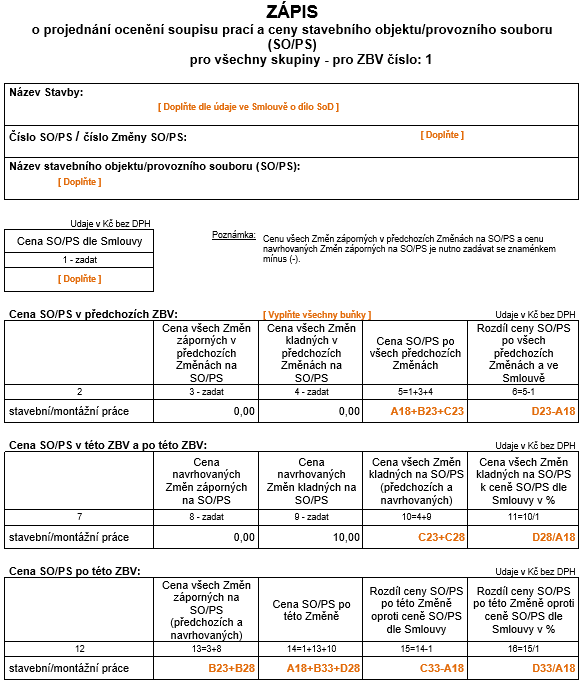 ZÁPIS
o projednání ocenění soupisu prací a ceny stavebního objektu/provozního souboru
(SO/PS)
pro všechny skupiny - pro ZBV číslo: 1
Název Stavby:
[ Doplňte dle údaje ve Smlouvě o dílo SoD ]
Číslo SO/PS / číslo Změny SO/PS:
[ Doplňte ]
Název stavebního objektu/provozního souboru (SO/PS):
[ Doplňte ]
Udaje v Kč bez DPH
Cena SO/PS dle Smlouvy
1 - zadat
[ Doplňte ]
Poznámka:
Cenu všech Změn záporných v předchozích Změnách na SO/PS a cenu
navrhovaných Změn záporných na SO/PS je nutno zadávat se znaménkem
mínus (-).
Cena SO/PS v předchozích ZBV:
[ Vyplňte všechny buňky ]
Udaje v Kč bez DPH
Cena všech Změn
záporných v
předchozích
Změnách na
SO/PS
Cena všech Změn
kladných v
předchozích
Změnách na
SO/PS
Cena SO/PS po
všech předchozích
Změnách
Rozdíl ceny SO/PS
po všech
předchozích
Změnách a ve
Smlouvě
2
3 - zadat
4 - zadat
5=1+3+4
6=5-1
stavební/montážní práce
0,00
0,00
A18+B23+C23
D23-A18
Cena SO/PS v této ZBV a po této ZBV:
Udaje v Kč bez DPH
Cena
navrhovaných
Změn záporných
na SO/PS
Cena
navrhovaných
Změn kladných na
SO/PS
Cena všech Změn
kladných na SO/PS
(předchozích a
navrhovaných)
Cena všech Změn
kladných na SO/PS
k ceně SO/PS dle
Smlouvy v %
7
8 - zadat
9 - zadat
10=4+9
11=10/1
stavební/montážní práce
0,00
10,00
C23+C28
D28/A18
Cena SO/PS po této ZBV:
Udaje v Kč bez DPH
Cena všech Změn
záporných na
SO/PS
(předchozích a
navrhovaných)
Cena SO/PS po
této Změně
Rozdíl ceny SO/PS
po této Změně
oproti ceně SO/PS
dle Smlouvy
Rozdíl ceny SO/PS
po této Změně oproti
ceně SO/PS dle
Smlouvy v %
12
13=3+8
14=1+13+10
15=14-1
16=15/1
stavební/montážní práce
B23+B28
A18+B33+D28
C33-A18
D33/A18